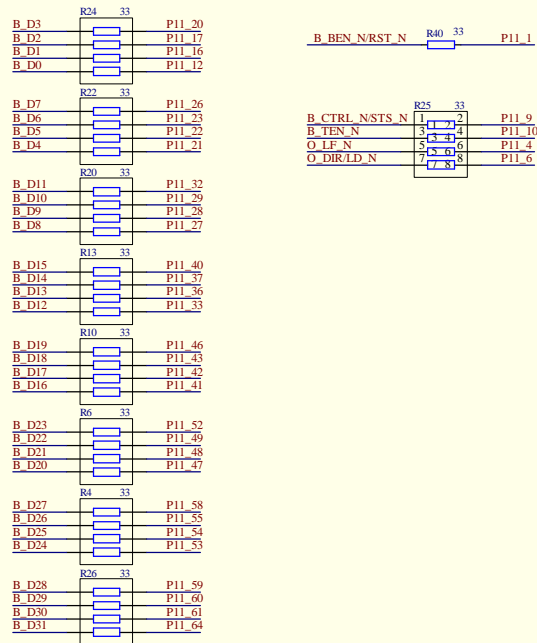 R24 33
B_D3 P11_20
B_D2 P11_17
B_D1 P11_16
B_D0 P11_12
R22 33
B_D7 P11_26
B_D6 P11_23
B_D5 P11_22
B_D4 P11_21
R20 33
B_D11 P11_32
B_D10 P11_29
B_D9 P11_28
B_D8 P11_27
R13 33
B_D15 P11_40
B_D14 P11_37
B_D13 P11_36
B_D12 P11_33
R10 33
B_D19 P11_46
B_D18 P11_43
B_D17 P11_42
B_D16 P11_41
R6 33
B_D23 P11_52
B_D22 P11_49
B_D21 P11_48
B_D20 P11_47
R4 33
B_D27 P11_58
B_D26 P11_55
B_D25 P11_54
B_D24 P11_53
R26 33
B_D28 P11_59
B_D29 P11_60
B_D30 P11_61
B_D31 P11_64
B_BEN_N/RST_N R40 33 P11_1
R25 33
B_CTRL_N/STS_N 1 1 2 2 P11_9
B_TEN_N 3 3 4 4 P11_10
O_LF_N 5 5 6 6 P11_4
O_DIR/LD_N 7 7 8 8 P11_6